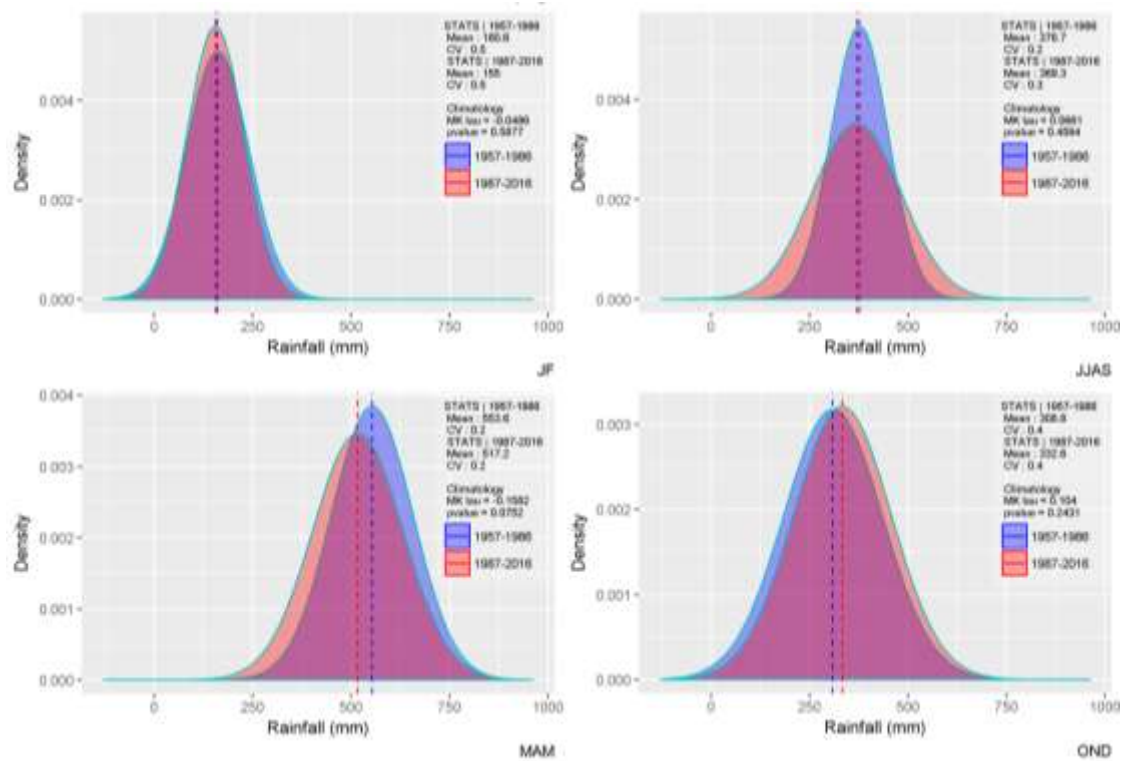 STATS | 1957-1986
Mean : 160.6
CV : 0.5
STATS | 1987-2016
Mean : 155
CV : 0.5
Climatology
MK tau = -0.0486
pvalue = 0.5877
1957-1986
1987-2016
Density
0.004
0.002
0.000
0 250 500 750 1000
Rainfall (mm)
JF
STATS | 1957-1986
Mean : 376.7
CV : 0.2
STATS | 1987-2016
Mean : 369.3
CV : 0.3
Climatology
MK tau = 0.0661
pvalue = 0.4594
1957-1986
1987-2016
Density
0.004
0.002
0.000
0 250 500 750 1000
Rainfall (mm)
JJAS
STATS | 1957-1986
Mean : 553.6
CV : 0.2
STATS | 1987-2016
Mean : 517.2
CV : 0.2
Climatology
MK tau = -0.1582
pvalue = 0.0752
1957-1986
1987-2016
Density
0.004
0.003
0.002
0.001
0.000
0 250 500 750 1000
Rainfall (mm)
MAM
STATS | 1957-1986
Mean :
CV : 0.4
STATS | 1987-2016
Mean : 332.6
CV : 0.4
Climatology
MK tau = 0.104
pvalue = 0.2431
1957-1986
1987-2016
Density
0.003
0.002
0.001
0.000
0 250 500 750 1000
Rainfall (mm)
OND